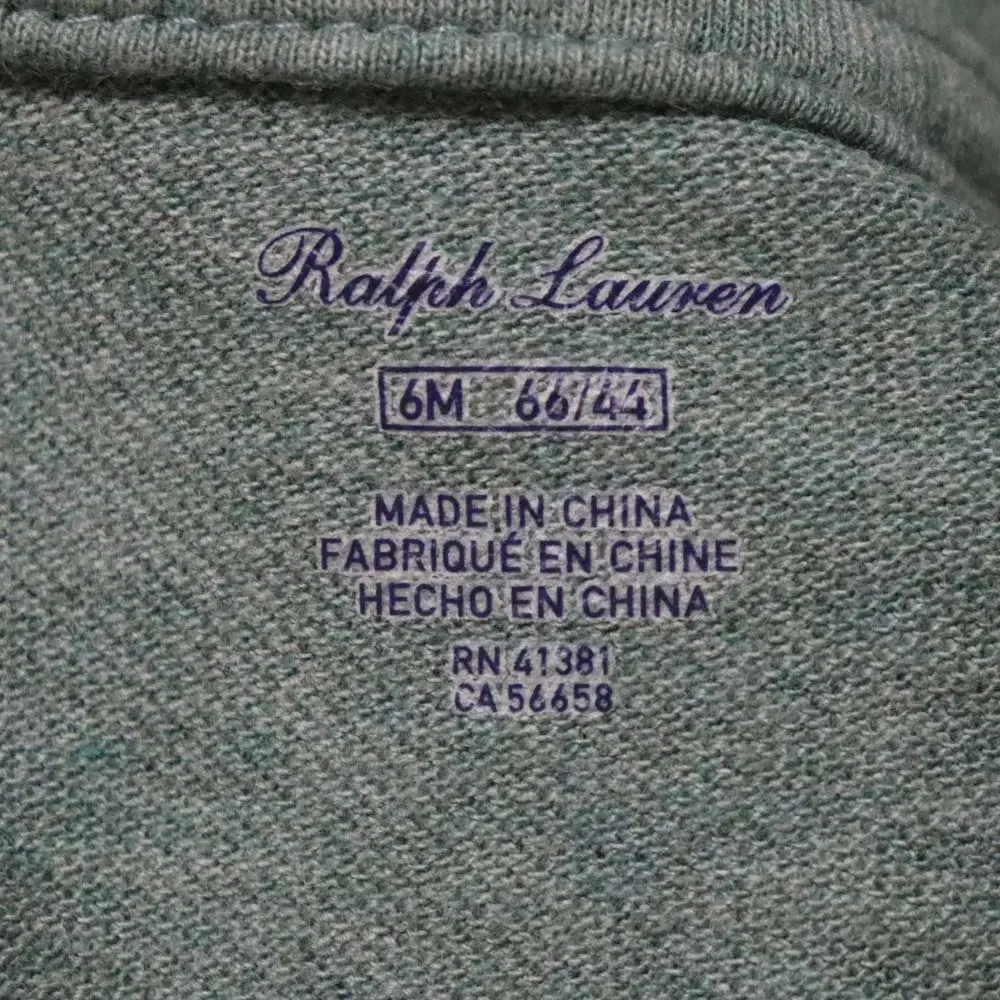 Ralph Lauren
6M 66/44
MADE IN CHINA
FABRIQUÉ EN CHINE
HECHO EN CHINA
RN 41381
CA 56658